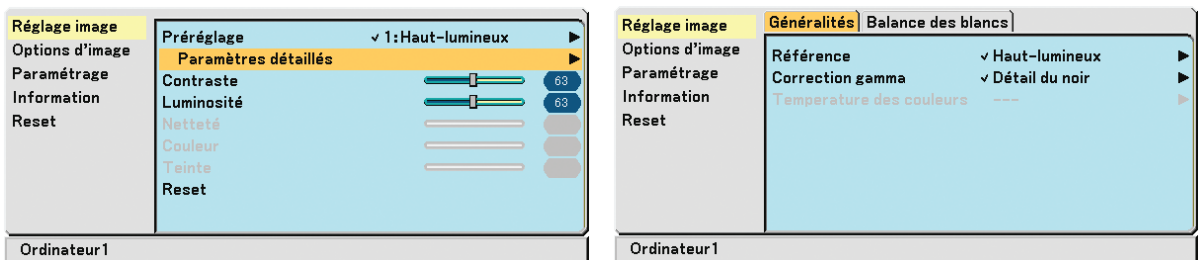 Réglage image
Options d'image
Paramétrage
Information
Reset
Préréglage ✓ 1:Haut-lumineux
Paramètres détaillés
Contraste 63
Luminosité 63
Netteté
Couleur
Teinte
Reset
Ordinateur1
Réglage image
Options d'image
Paramétrage
Information
Reset
Généralités Balance des blancs
Référence ✓ Haut-lumineux
Correction gamma ✓ Détail du noir
Temperature des couleurs ---
Ordinateur1